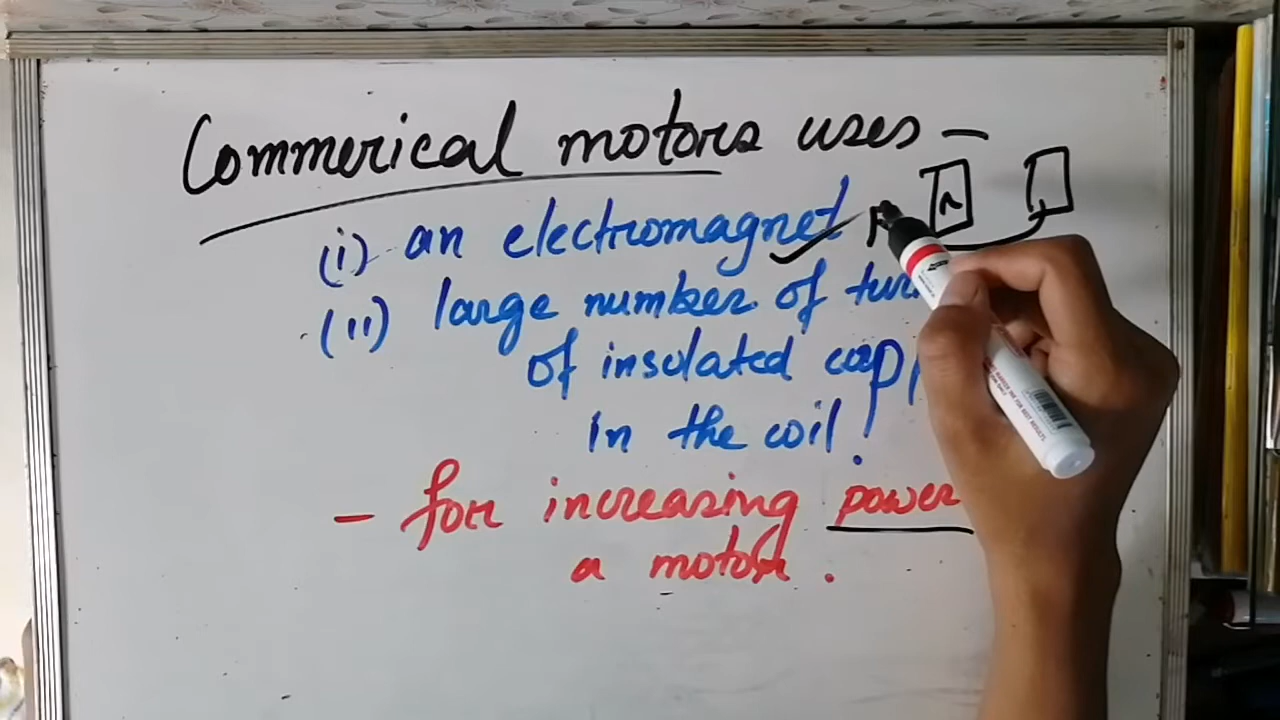 Commerical motors uses –
(i) an electromagnet
(ii) large number of
of insulated
in the coil!
- for increasing power
a motor.